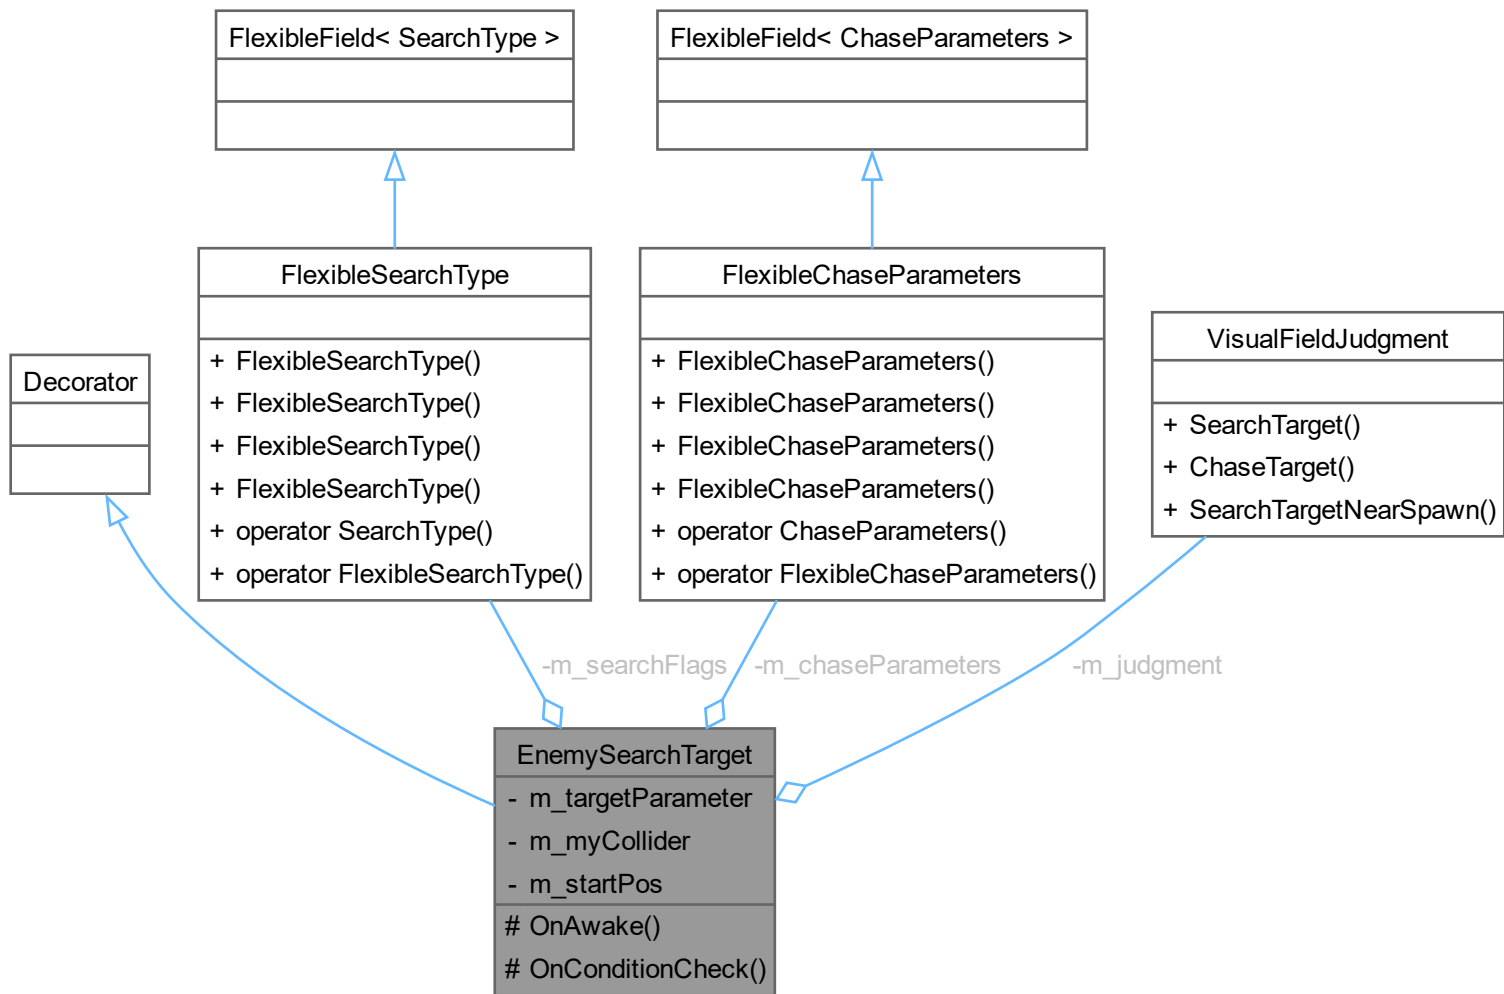 FlexibleField< SearchType >
FlexibleField< ChaseParameters >
FlexibleSearchType
+ FlexibleSearchType()
+ FlexibleSearchType()
+ FlexibleSearchType()
+ FlexibleSearchType()
+ operator SearchType()
+ operator FlexibleSearchType()
FlexibleChaseParameters
+ FlexibleChaseParameters()
+ FlexibleChaseParameters()
+ FlexibleChaseParameters()
+ FlexibleChaseParameters()
+ operator ChaseParameters()
+ operator FlexibleChaseParameters()
VisualFieldJudgment
+ SearchTarget()
+ ChaseTarget()
+ SearchTargetNearSpawn()
Decorator
-m_searchFlags
-m_chaseParameters
-m_judgment
EnemySearchTarget
- m_targetParameter
- m_myCollider
- m_startPos
# OnAwake()
# OnConditionCheck()